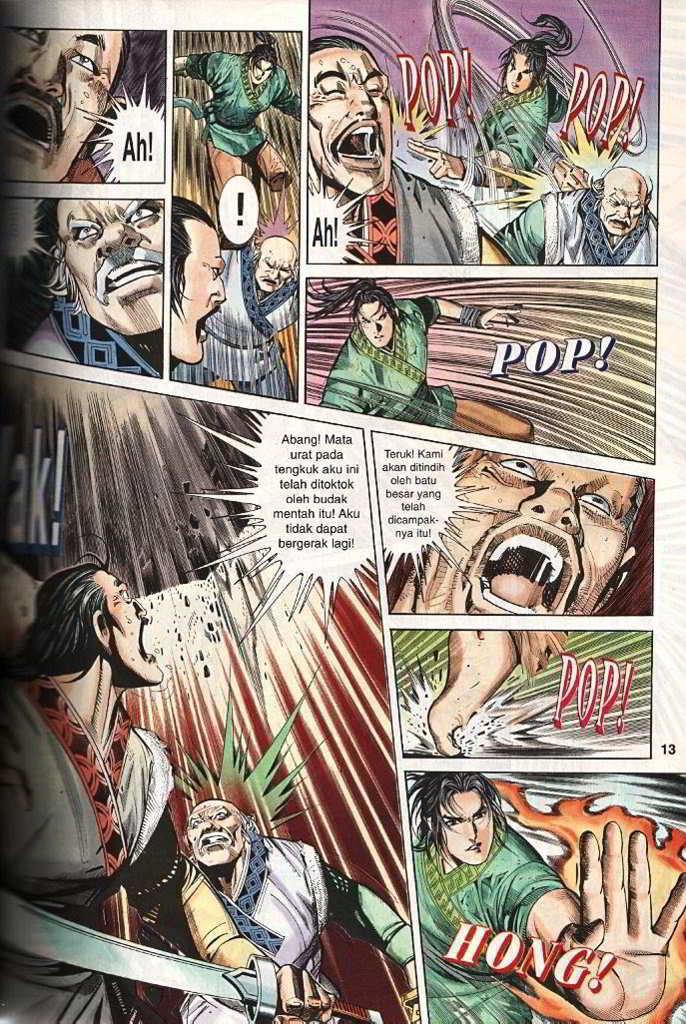 Ah!
!
POP!
POP!
Ah!
POP!
Abang! Mata
urat pada
tengkuk aku ini
telah ditoktok
oleh budak
mentah itu! Aku
tidak dapat
bergerak lagi!
Teruk! Kami
akan ditindih
oleh batu
besar yang
telah
dicampak-
nya itu!
POP!
13
HONG!